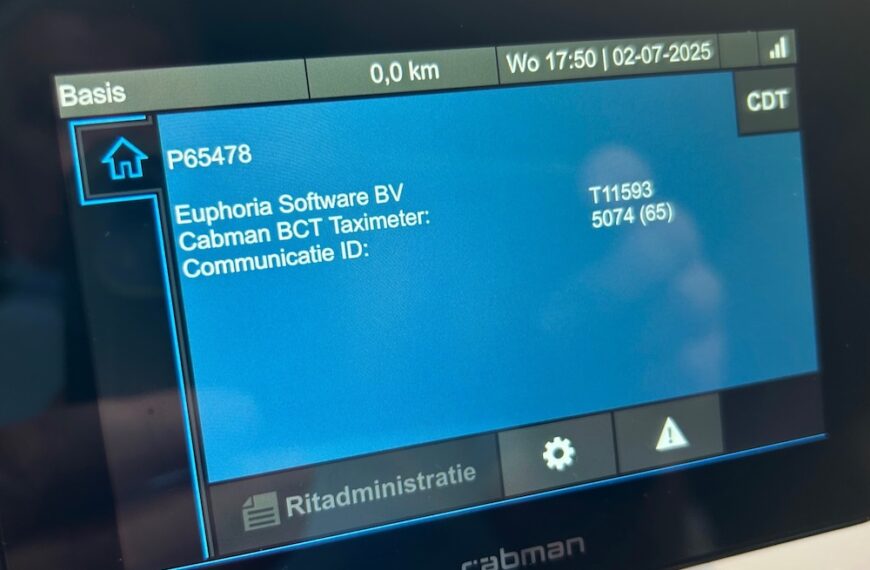 Basis
0,0 km
Wo 17:50 | 02-07-2025
CDT
P65478
Euphoria Software BV
Cabman BCT Taximeter: T11593
Communicatie ID: 5074 (65)
Ritadministratie
cabman